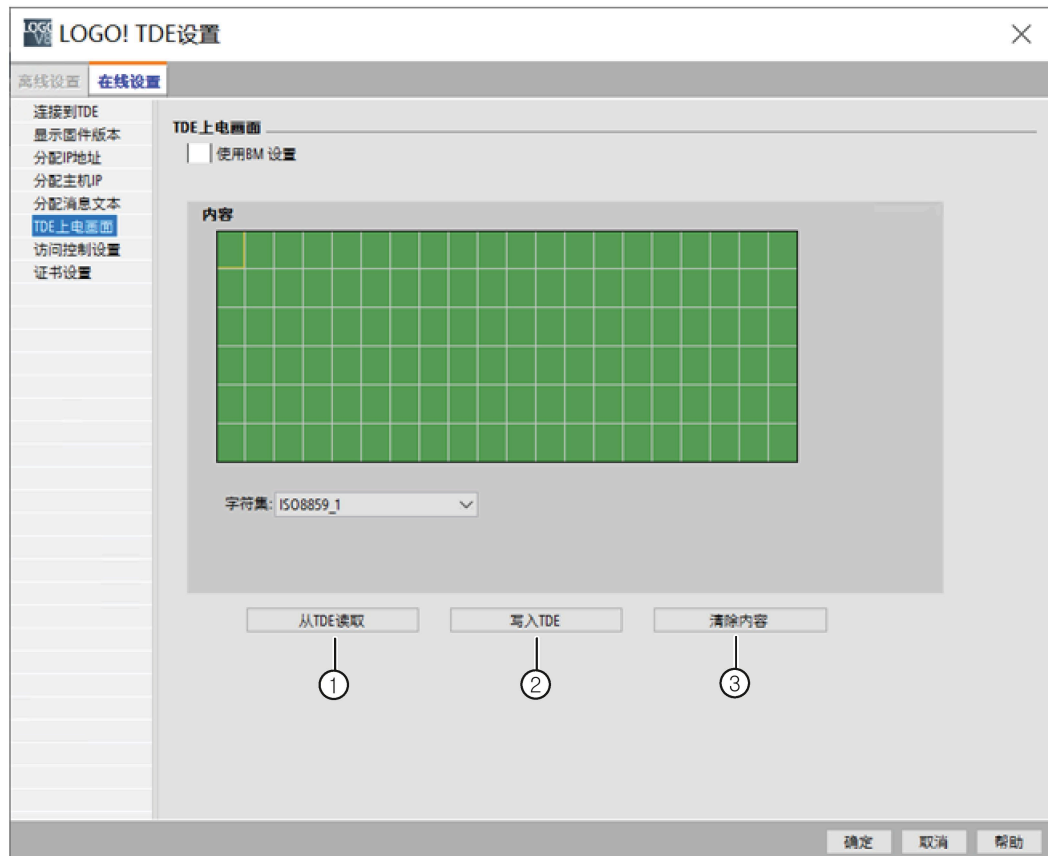 LOGO! V8 LOGO! TDE设置
离线设置 在线设置
连接到TDE
显示固件版本
分配IP地址
分配主机IP
分配消息文本
TDE上电画面
访问控制设置
证书设置
TDE上电画面
使用BM 设置
内容
字符集: ISO8859_1
从TDE读取 写入TDE 清除内容
① ② ③
确定 取消 帮助